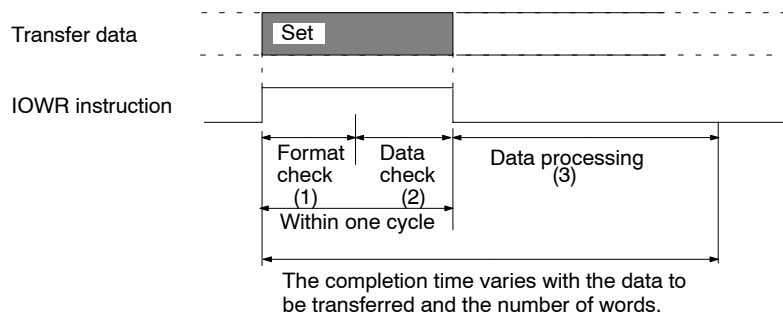 Transfer data
Set
IOWR instruction
Format check (1)
Data check (2)
Data processing (3)
Within one cycle
The completion time varies with the data to
be transferred and the number of words.